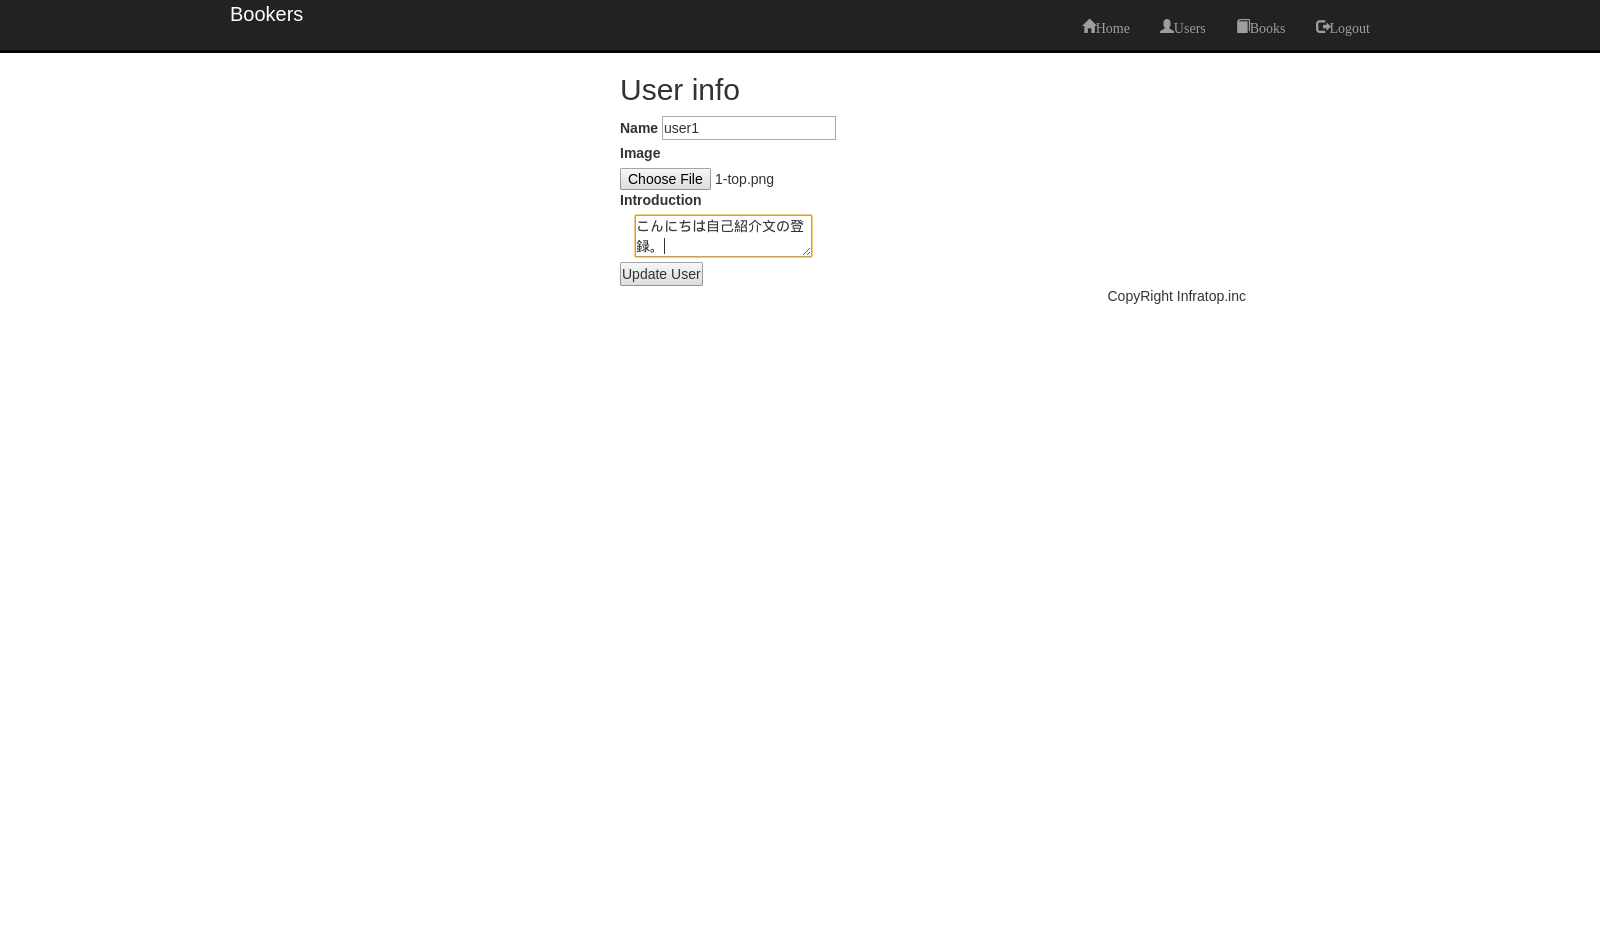 Bookers
Home Users Books Logout
User info
Name user1
Image
Choose File 1-top.png
Introduction
こんにちは自己紹介文の登
録。
Update User
CopyRight Infratop.inc